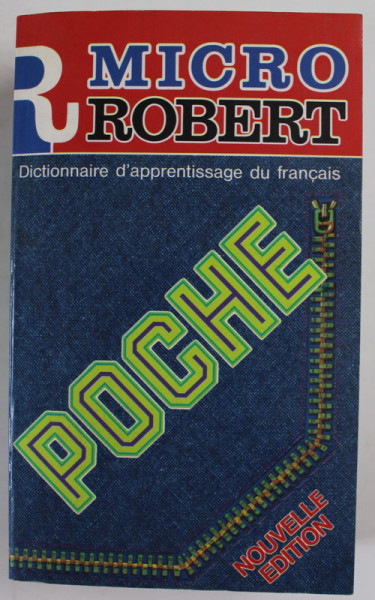 R
MICRO
ROBERT
Dictionnaire d'apprentissage du français
POCHE
NOUVELLE
EDITION